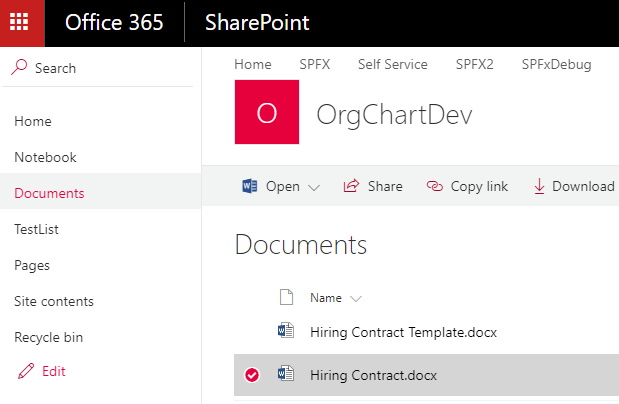 Office 365 SharePoint
Search
Home SPFX Self Service SPFX2 SPFxDebug
O OrgChartDev
Home
Notebook
Documents
TestList
Pages
Site contents
Recycle bin
Edit
Open Share Copy link Download
Documents
Name
Hiring Contract Template.docx
Hiring Contract.docx